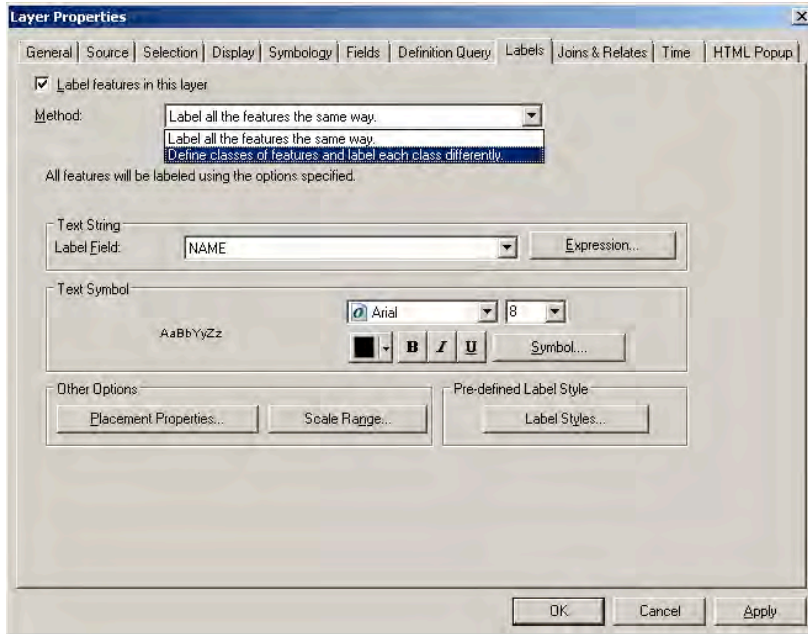 Layer Properties
General Source Selection Display Symbology Fields Definition Query Labels Joins & Relates Time HTML Popup
Label features in this layer
Method: Label all the features the same way.
Label all the features the same way.
Define classes of features and label each class differently.
All features will be labeled using the options specified.
Text String
Label Field: NAME Expression...
Text Symbol
AaBbYyZz
Arial 8
B I U Symbol....
Other Options Pre-defined Label Style
Placement Properties... Scale Range... Label Styles...
OK Cancel Apply